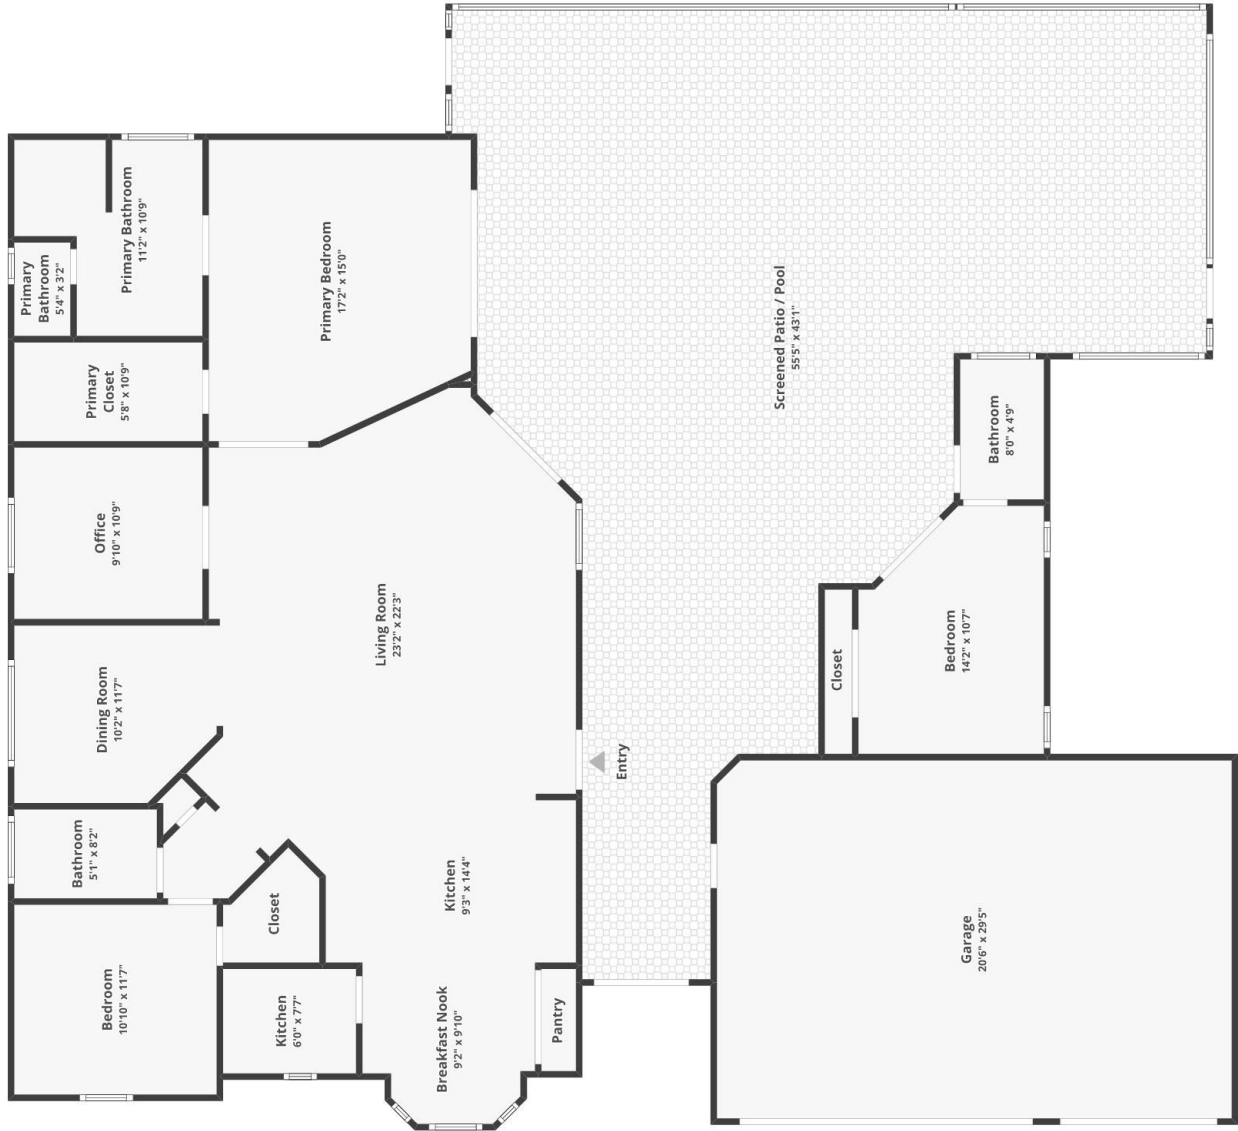 Primary Bathroom
11'2" x 10'9"
Primary
Bathroom
5'4" x 3'2"
Primary Bedroom
17'2" x 15'0"
Screened Patio / Pool
55'5" x 43'1"
Primary
Closet
5'8" x 10'9"
Bathroom
8'0" x 4'9"
Office
9'10" x 10'9"
Living Room
23'2" x 22'3"
Bedroom
14'2" x 10'7"
Closet
Dining Room
10'2" x 11'7"
Entry
Bathroom
5'1" x 8'2"
Kitchen
9'3" x 14'4"
Closet
Garage
20'6" x 29'5"
Bedroom
10'10" x 11'7"
Kitchen
6'0" x 7'7"
Breakfast Nook
9'2" x 9'10"
Pantry